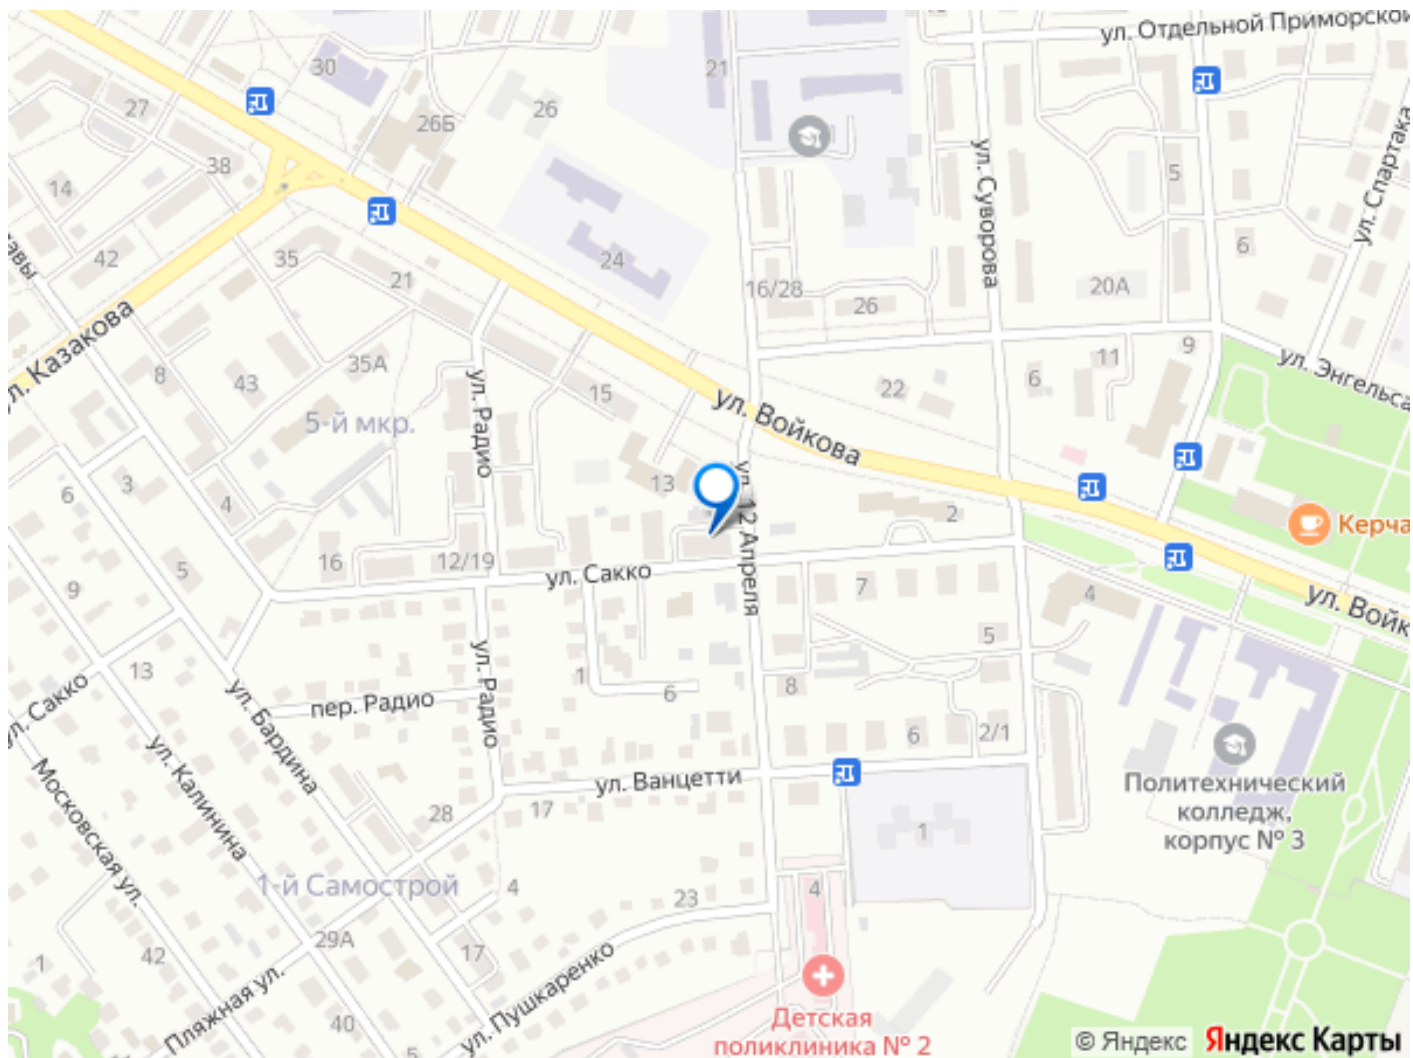 ул. Отдельной Приморской
30
21
27
26Б
26
38
5
14
ул. Суворова
ул. Спартака
6
42
35
24
21
16/28
26
20А
ул. Казакова
35А
8
43
22
6
11
9
ул. Энгельса
15
ул. Войкова
5-й мкр.
ул. Радио
6
3
4
13
ул. 12 Апреля
2
Керча
16
12/19
5
ул. Сакко
7
4
9
ул. Войк
5
13
ул. Радио
1
6
8
ул. Сакко
ул. Бардина
пер. Радио
6
2/1
ул. Калинина
Московская ул.
ул. Ванцетти
17
28
1
Политехнический
колледж,
корпус № 3
1-й Самострой
4
23
4
29А
17
42
1
Пляжная ул.
ул. Пушкаренко
40
5
Детская
поликлиника № 2
© Яндекс Яндекс Карты